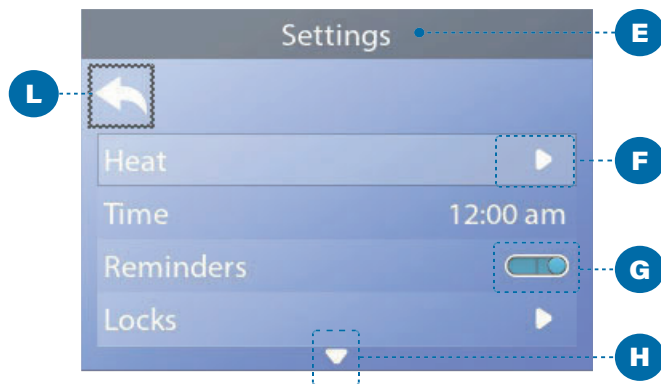 Settings
E
L
Heat
F
Time 12:00 am
Reminders
G
Locks
H